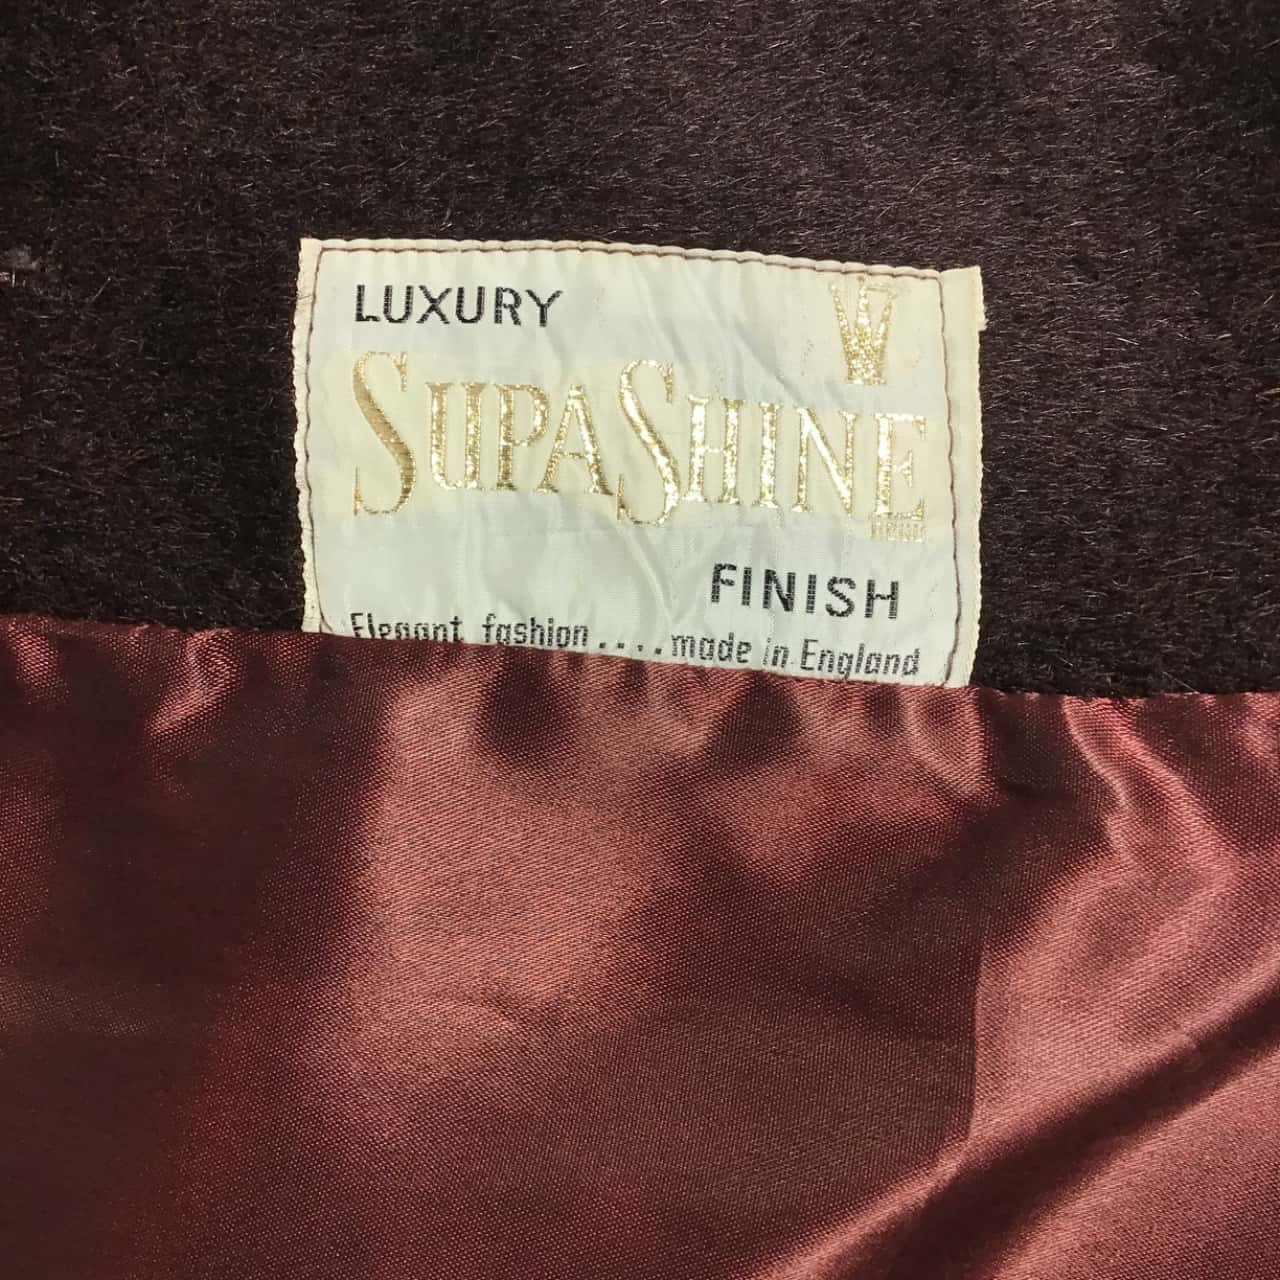 LUXURY
SUPASHINE
FINISH
Elegant fashion....made in England